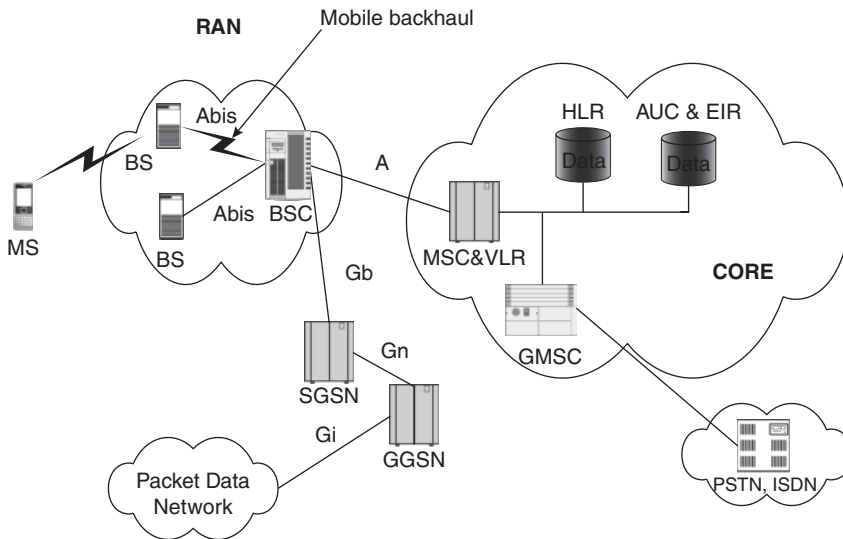 Mobile backhaul
RAN
Abis
BS
MS
Abis
BS
BSC
A
HLR
AUC & EIR
Data
Data
MSC&VLR
CORE
GMSC
Gb
SGSN
Gn
GGSN
Gi
Packet Data
Network
PSTN, ISDN